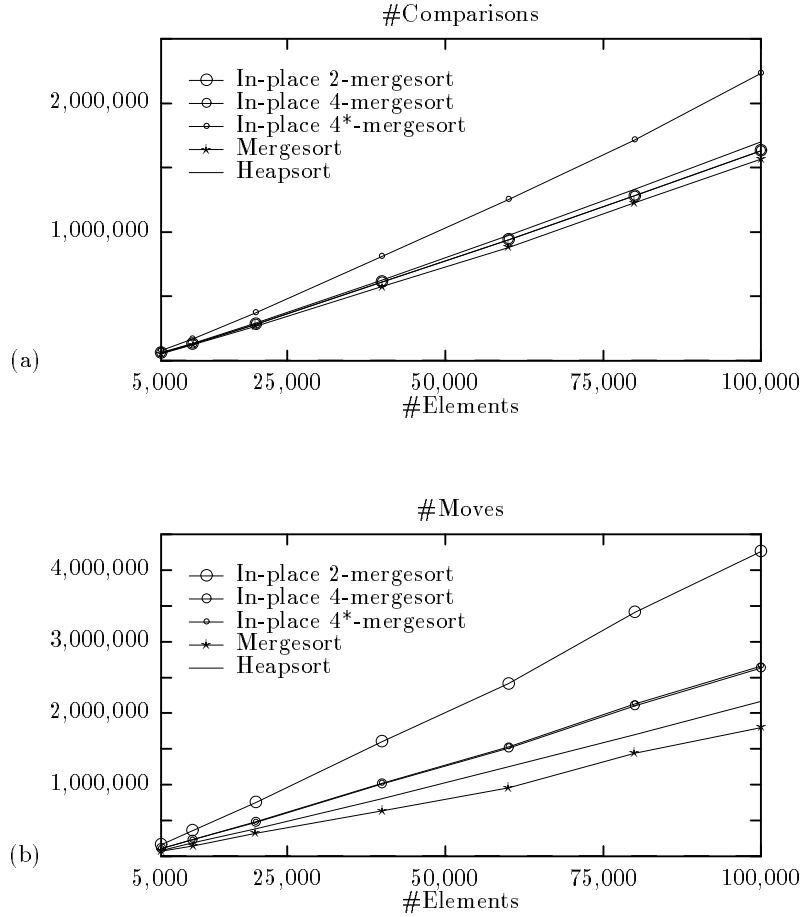 #Comparisons
In-place 2-mergesort
In-place 4-mergesort
In-place 4*-mergesort
Mergesort
Heapsort
2,000,000
1,000,000
(a)
5,000 25,000 50,000 75,000 100,000
#Elements
#Moves
In-place 2-mergesort
In-place 4-mergesort
In-place 4*-mergesort
Mergesort
Heapsort
4,000,000
3,000,000
2,000,000
1,000,000
(b)
5,000 25,000 50,000 75,000 100,000
#Elements